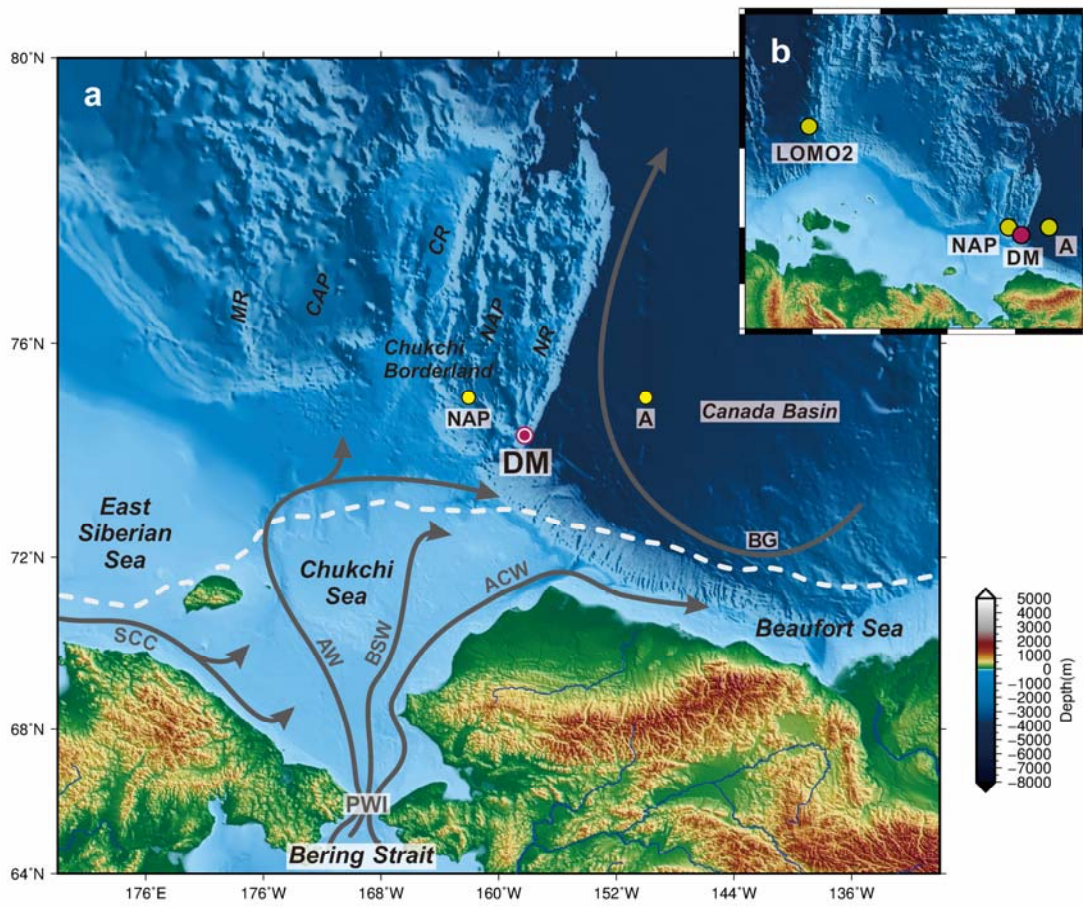 80˚N
76˚N
72˚N
68˚N
64˚N
a
MR
CAP
CR
NAP
NR
Chukchi
Borderland
NAP
A
DM
Canada Basin
East
Siberian
Sea
Chukchi
Sea
BG
ACW
BSW
AW
SCC
Beaufort Sea
PWI
Bering Strait
176˚E
176˚W
168˚W
160˚W
152˚W
144˚W
136˚W
b
LOMO2
NAP
DM
A
5000
4000
3000
2000
1000
0
−1000
−2000
−3000
−4000
−5000
−6000
−7000
−8000
Depth(m)